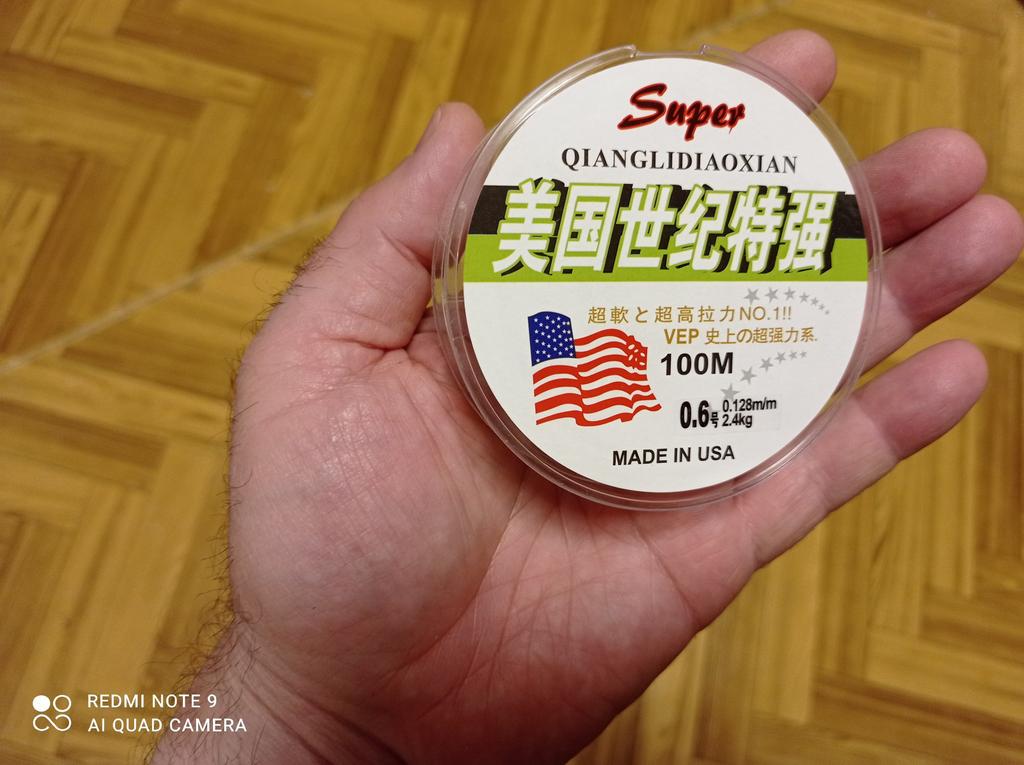 Super
QIANGLIDIAOXIAN
美国世纪特强
超軟と超高拉力NO.1!!
VEP 史上の超强力系.
100M
0.6号 0.128m/m
2.4kg
MADE IN USA
REDMI NOTE 9
AI QUAD CAMERA